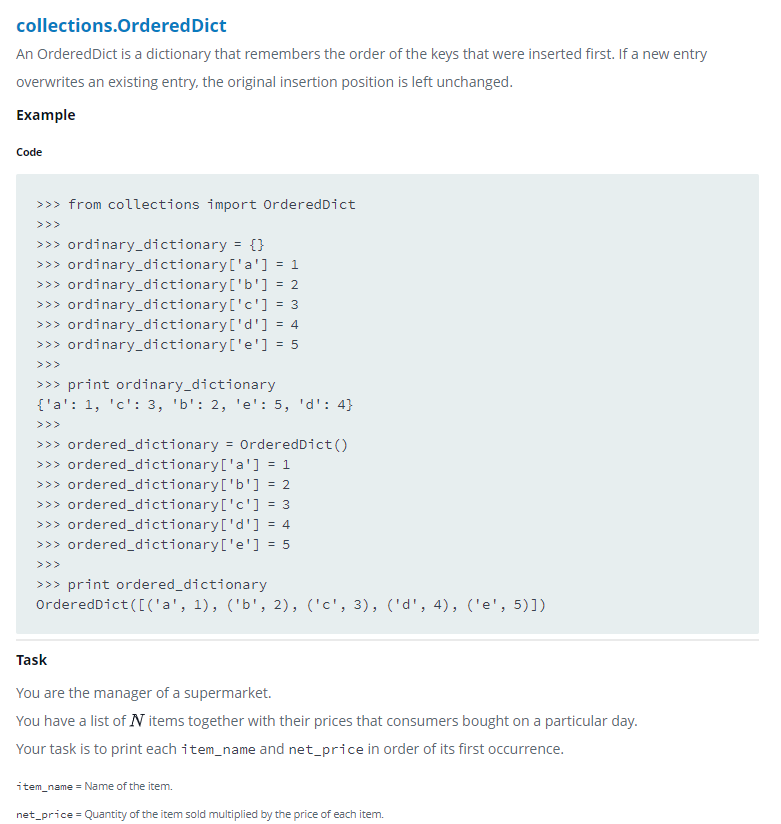 collections.OrderedDict
An OrderedDict is a dictionary that remembers the order of the keys that were inserted first. If a new entry
overwrites an existing entry, the original insertion position is left unchanged.
Example
Code
>>> from collections import OrderedDict
>>>
>>> ordinary_dictionary = {}
>>> ordinary_dictionary['a'] = 1
>>> ordinary_dictionary['b'] = 2
>>> ordinary_dictionary['c'] = 3
>>> ordinary_dictionary['d'] = 4
>>> ordinary_dictionary['e'] = 5
>>>
>>> print ordinary_dictionary
{'a': 1, 'c': 3, 'b': 2, 'e': 5, 'd': 4}
>>>
>>> ordered_dictionary = OrderedDict()
>>> ordered_dictionary['a'] = 1
>>> ordered_dictionary['b'] = 2
>>> ordered_dictionary['c'] = 3
>>> ordered_dictionary['d'] = 4
>>> ordered_dictionary['e'] = 5
>>>
>>> print ordered_dictionary
OrderedDict([('a', 1), ('b', 2), ('c', 3), ('d', 4), ('e', 5)])
Task
You are the manager of a supermarket.
You have a list of N items together with their prices that consumers bought on a particular day.
Your task is to print each item_name and net_price in order of its first occurrence.
item_name = Name of the item.
net_price = Quantity of the item sold multiplied by the price of each item.